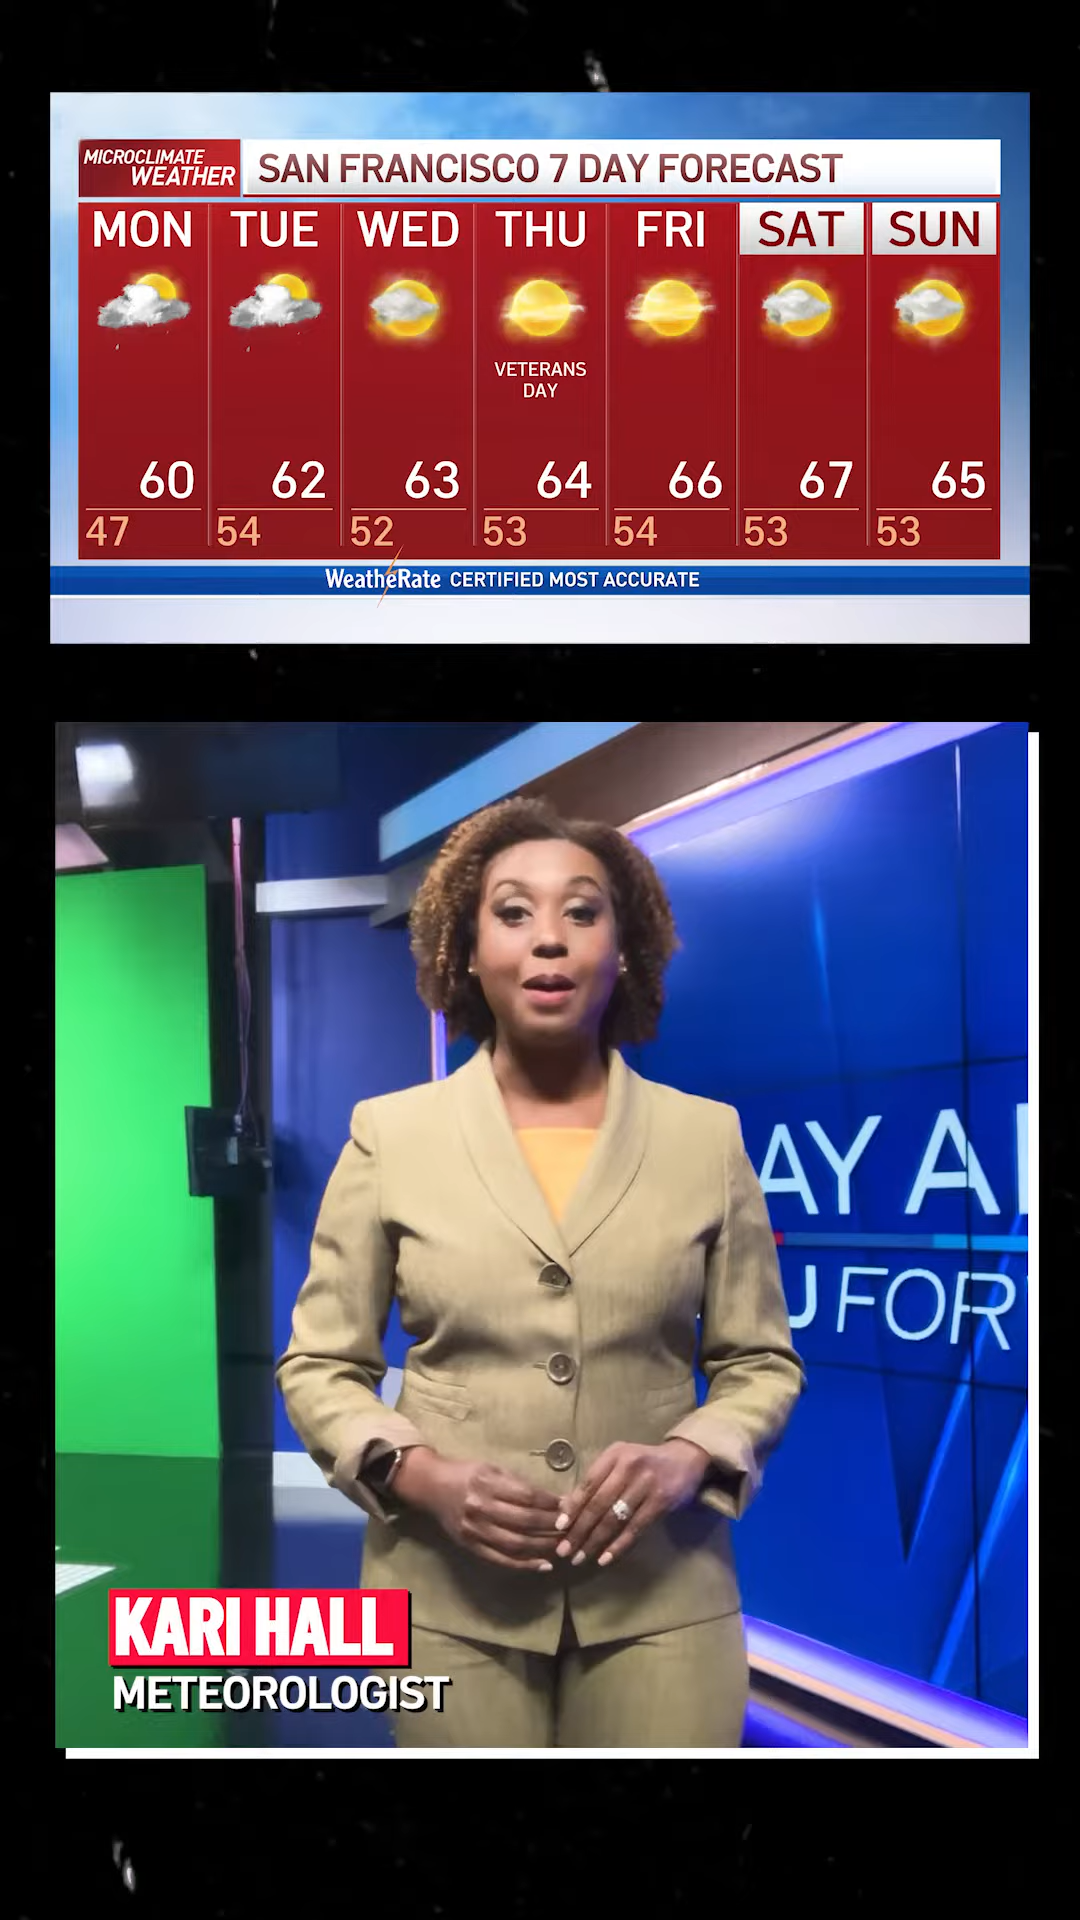 MICROCLIMATE
WEATHER
SAN FRANCISCO 7 DAY FORECAST
MON TUE WED THU FRI SAT SUN
VETERANS
DAY
60 62 63 64 66 67 65
47 54 52 53 54 53 53
WeatheRate CERTIFIED MOST ACCURATE
AY A
U FOR
KARI HALL
METEOROLOGIST